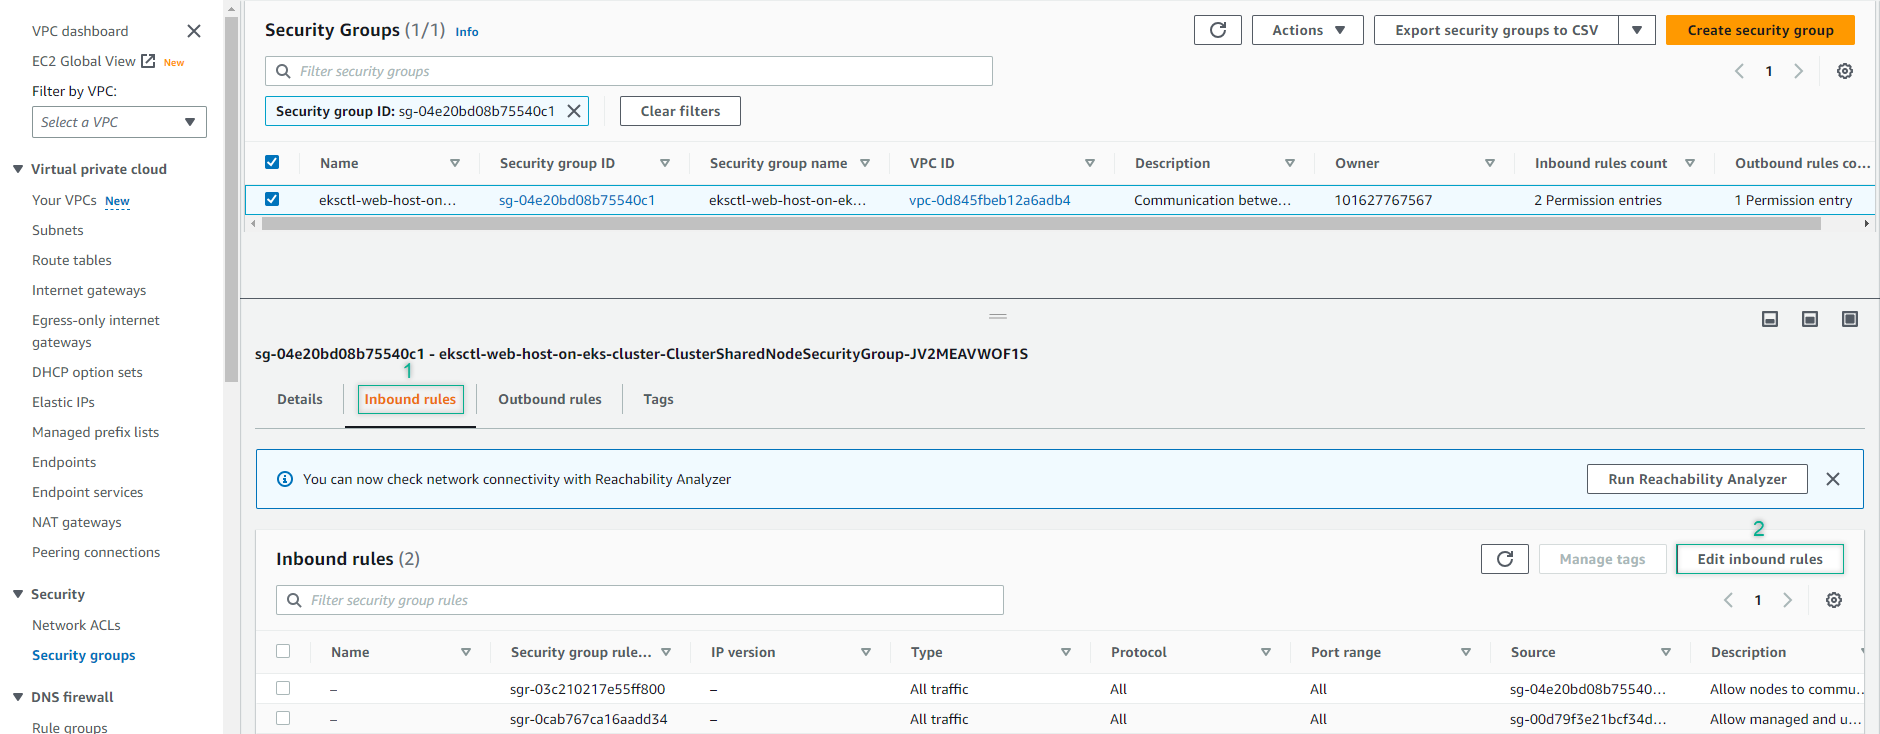 VPC dashboard
EC2 Global View New
Filter by VPC:
Select a VPC
Virtual private cloud
Your VPCs New
Subnets
Route tables
Internet gateways
Egress-only internet
gateways
DHCP option sets
Elastic IPs
Managed prefix lists
Endpoints
Endpoint services
NAT gateways
Peering connections
Security
Network ACLs
Security groups
DNS firewall
Rule groups
Security Groups (1/1) Info
Actions
Export security groups to CSV
Create security group
Filter security groups
1
Security group ID: sg-04e20bd08b75540c1
Clear filters
Name Security group ID Security group name VPC ID Description Owner Inbound rules count Outbound rules co...
eksctl-web-host-on... sg-04e20bd08b75540c1 eksctl-web-host-on-ek... vpc-0d845fbeb12a6adb4 Communication betwe... 101627767567 2 Permission entries 1 Permission entry
sg-04e20bd08b75540c1 - eksctl-web-host-on-eks-cluster-ClusterSharedNodeSecurityGroup-JV2MEAVWOF1S
1
Details Inbound rules Outbound rules Tags
You can now check network connectivity with Reachability Analyzer
Run Reachability Analyzer
2
Inbound rules (2)
Manage tags
Edit inbound rules
Filter security group rules
1
Name Security group rule... IP version Type Protocol Port range Source Description
– sgr-03c210217e55ff800 – All traffic All All sg-04e20bd08b75540... Allow nodes to commu...
– sgr-0cab767ca16aadd34 – All traffic All All sg-00d79f3e21bcf34d... Allow managed and u...